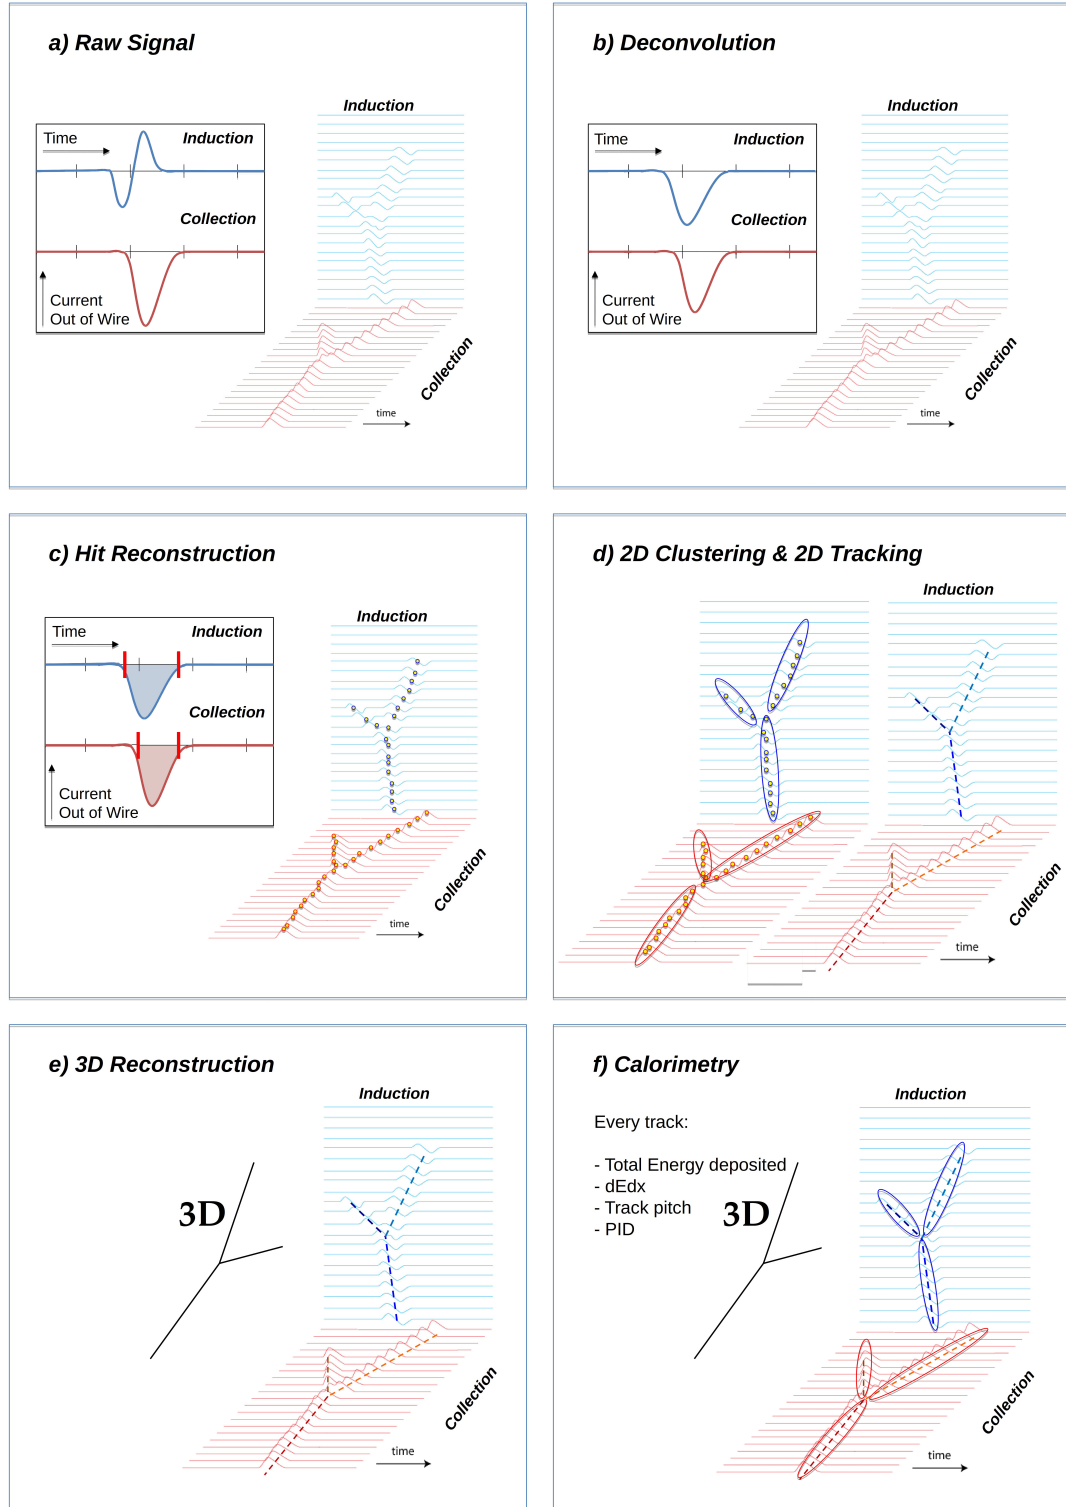 a) Raw Signal
Induction
Time
Induction
Collection
Current
Out of Wire
Collection
time
b) Deconvolution
Induction
Time
Induction
Collection
Current
Out of Wire
Collection
time
c) Hit Reconstruction
Induction
Time
Induction
Collection
Current
Out of Wire
Collection
time
d) 2D Clustering & 2D Tracking
Induction
Collection
time
e) 3D Reconstruction
Induction
3D
Collection
time
f) Calorimetry
Induction
Every track:
- Total Energy deposited
- dEdx
- Track pitch
- PID
3D
Collection
time